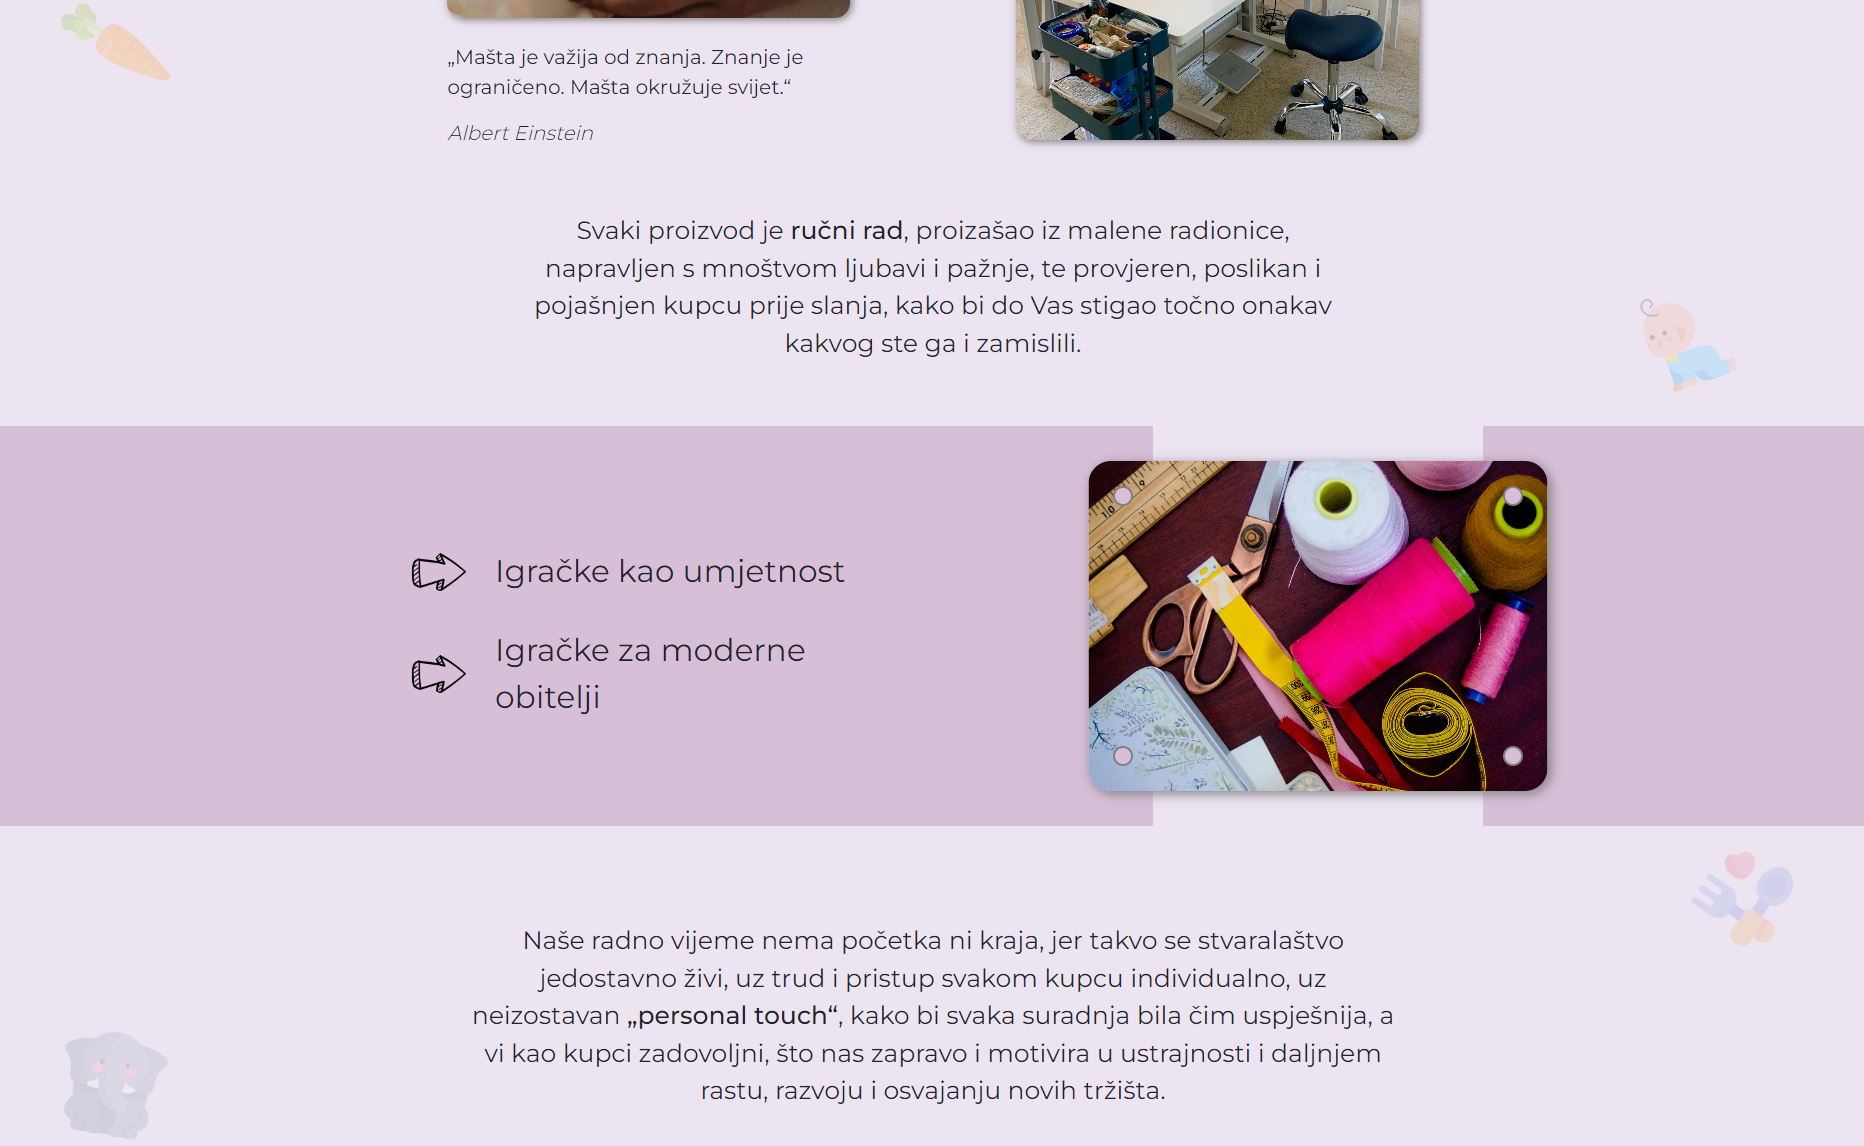 „Mašta je važija od znanja. Znanje je
ograničeno. Mašta okružuje svijet.“
Albert Einstein
Svaki proizvod je ručni rad, proizašao iz malene radionice,
napravljen s mnoštvom ljubavi i pažnje, te provjeren, poslikan i
pojašnjen kupcu prije slanja, kako bi do Vas stigao točno onakav
kakvog ste ga i zamislili.
Igračke kao umjetnost
Igračke za moderne
obitelji
Naše radno vijeme nema početka ni kraja, jer takvo se stvaralaštvo
jedostavno živi, uz trud i pristup svakom kupcu individualno, uz
neizostavan „personal touch“, kako bi svaka suradnja bila čim uspješnija, a
vi kao kupci zadovoljni, što nas zapravo i motivira u ustrajnosti i daljnjem
rastu, razvoju i osvajanju novih tržišta.